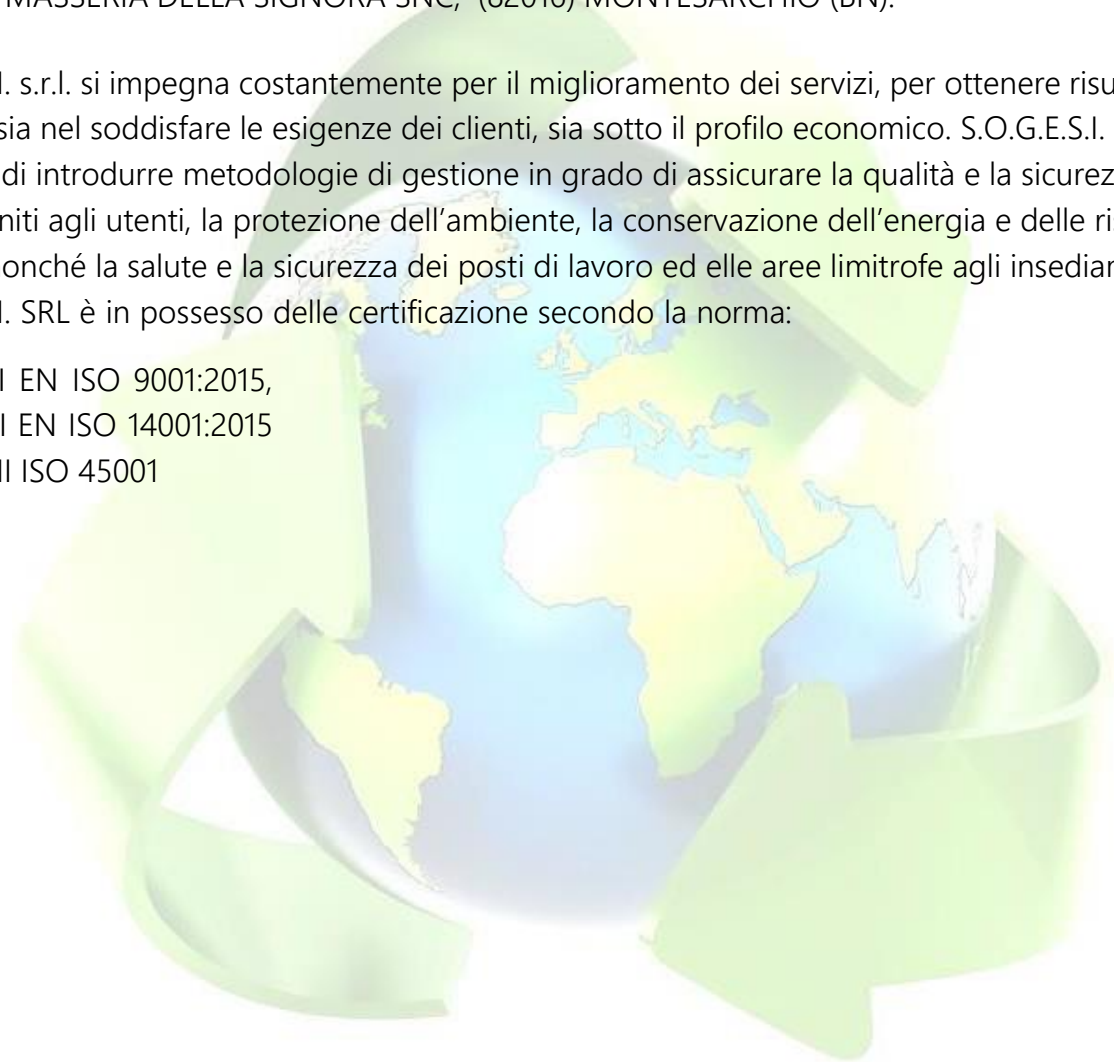 MASSERIA DELLA SIGNORA SNC, (82016) MONTESARCHIO (BN).
I. s.r.l. si impegna costantemente per il miglioramento dei servizi, per ottenere risu
sia nel soddisfare le esigenze dei clienti, sia sotto il profilo economico. S.O.G.E.S.I.
di introdurre metodologie di gestione in grado di assicurare la qualità e la sicurez
niti agli utenti, la protezione dell’ambiente, la conservazione dell’energia e delle ri
onché la salute e la sicurezza dei posti di lavoro ed elle aree limitrofe agli insediar
I. SRL è in possesso delle certificazione secondo la norma:
I EN ISO 9001:2015,
I EN ISO 14001:2015
II ISO 45001